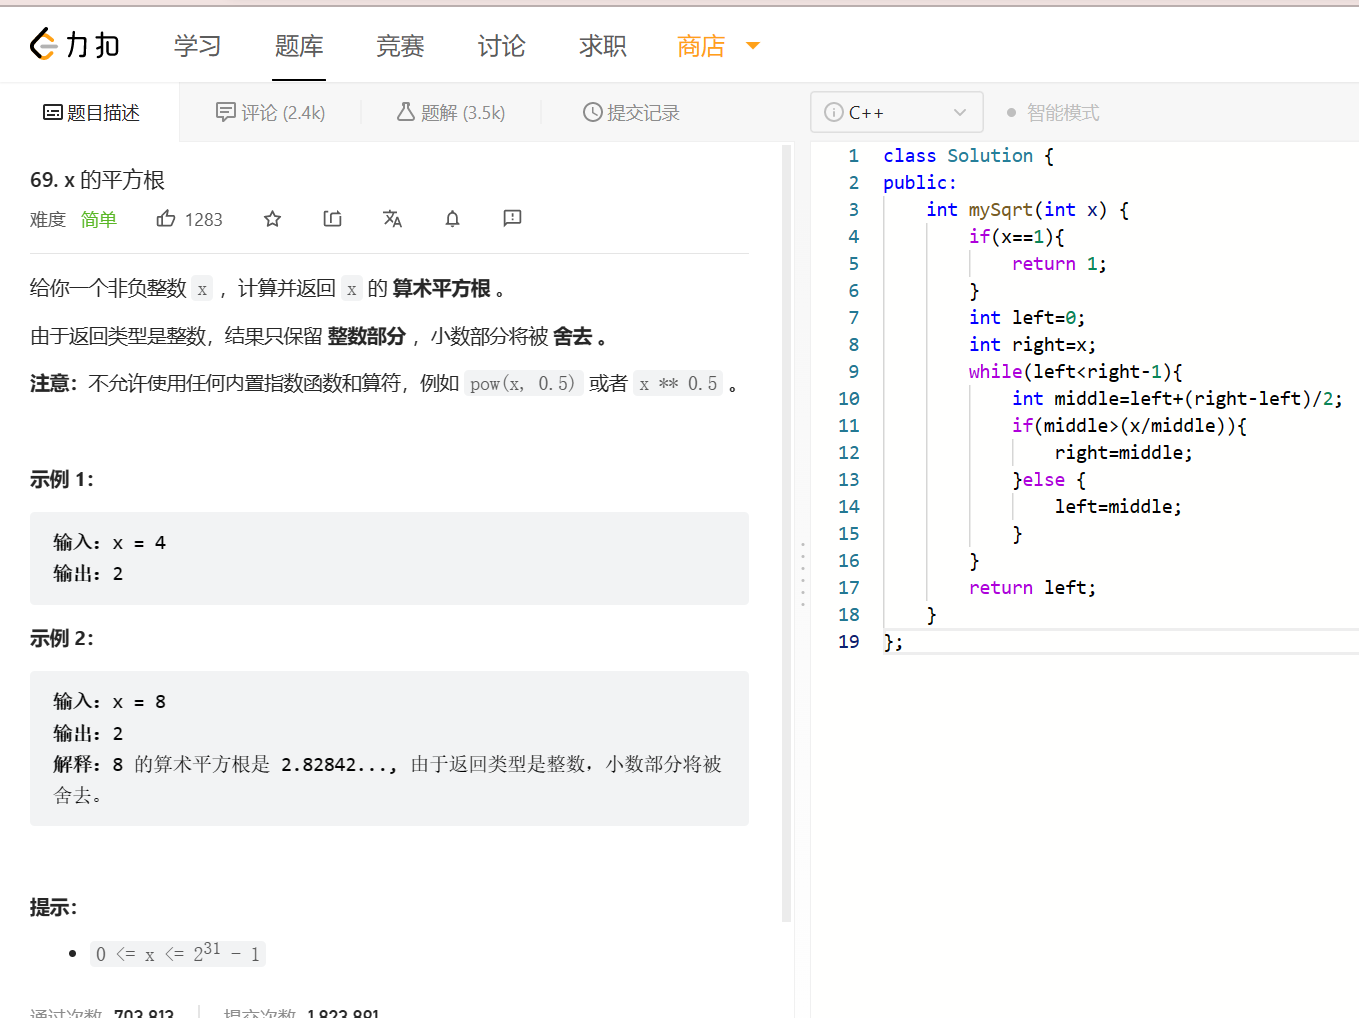 力扣 学习 题库 竞赛 讨论 求职 商店
题目描述 评论 (2.4k) 题解 (3.5k) 提交记录
69. x 的平方根
难度 简单 1283
给你一个非负整数 x ，计算并返回 x 的 算术平方根 。
由于返回类型是整数，结果只保留 整数部分 ，小数部分将被 舍去 。
注意：不允许使用任何内置指数函数和算符，例如 pow(x, 0.5) 或者 x ** 0.5 。
示例 1：
输入：x = 4
输出：2
示例 2：
输入：x = 8
输出：2
解释：8 的算术平方根是 2.82842..., 由于返回类型是整数，小数部分将被
舍去。
提示：
0 <= x <= 2^31 - 1
通过次数 703,813 提交次数 1,823,891
C++ 智能模式
1 class Solution {
2 public:
3     int mySqrt(int x) {
4         if(x==1){
5             return 1;
6         }
7         int left=0;
8         int right=x;
9         while(left<right-1){
10             int middle=left+(right-left)/2;
11             if(middle>(x/middle)){
12                 right=middle;
13             }else {
14                 left=middle;
15             }
16         }
17         return left;
18     }
19 };